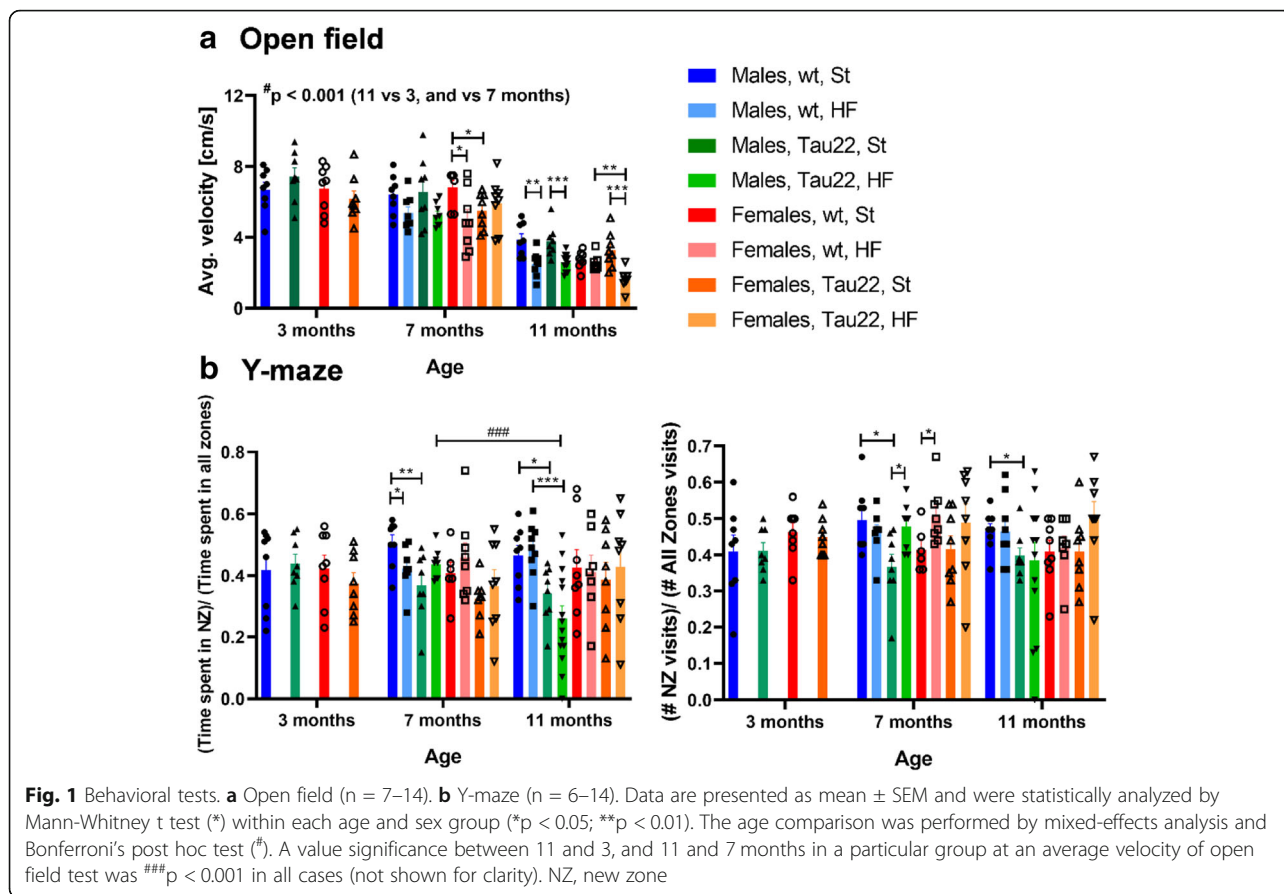 a Open field
#p < 0.001 (11 vs 3, and vs 7 months)
Avg. velocity [cm/s]
12
8
4
0
* * ** *** ** ***
3 months 7 months 11 months
Age
Males, wt, St
Males, wt, HF
Males, Tau22, St
Males, Tau22, HF
Females, wt, St
Females, wt, HF
Females, Tau22, St
Females, Tau22, HF
b Y-maze
(Time spent in NZ)/ (Time spent in all zones)
0.8
0.6
0.4
0.2
0.0
###
** * * ***
3 months 7 months 11 months
Age
(# NZ visits)/ (# All Zones visits)
0.7
0.6
0.5
0.4
0.3
0.2
0.1
0.0
* * * *
3 months 7 months 11 months
Age
Fig. 1 Behavioral tests. a Open field (n = 7–14). b Y-maze (n = 6–14). Data are presented as mean ± SEM and were statistically analyzed by
Mann-Whitney t test (*) within each age and sex group (*p < 0.05; **p < 0.01). The age comparison was performed by mixed-effects analysis and
Bonferroni's post hoc test (#). A value significance between 11 and 3, and 11 and 7 months in a particular group at an average velocity of open
field test was ###p < 0.001 in all cases (not shown for clarity). NZ, new zone